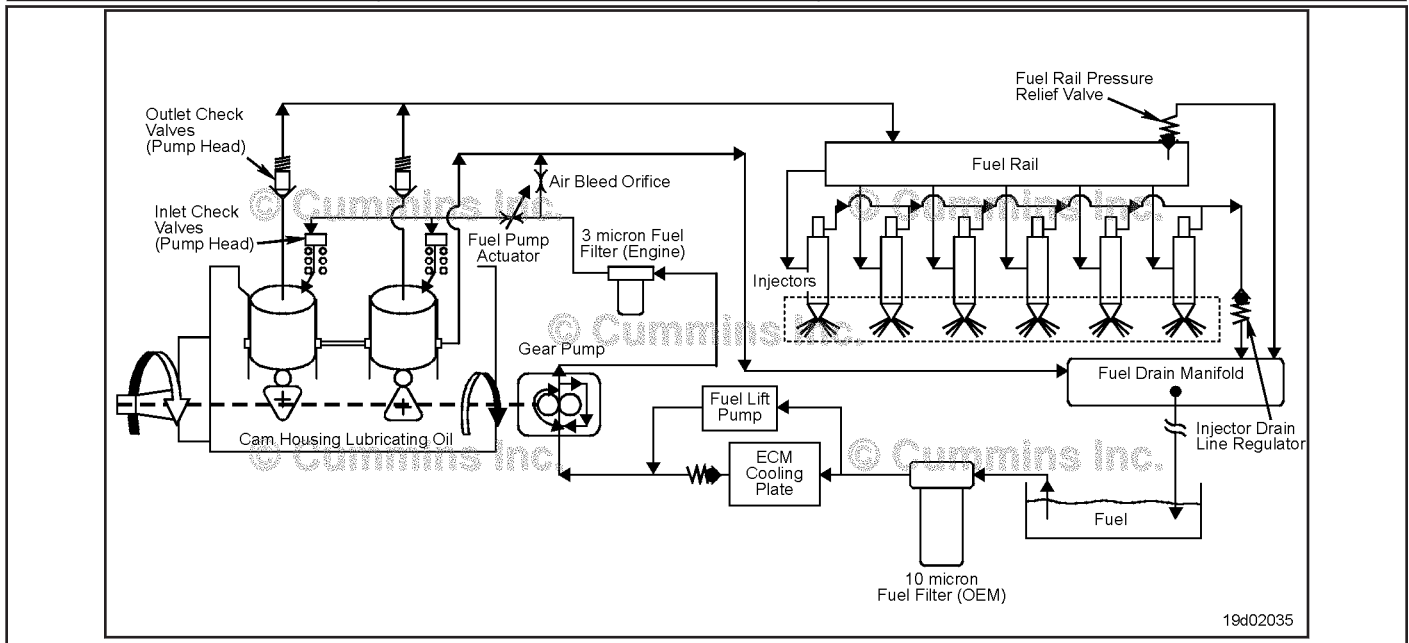 Fuel Rail Pressure
Relief Valve
Outlet Check
Valves
(Pump Head)
Fuel Rail
Air Bleed Orifice
© Cummins Inc.
© Cummins Inc.
Inlet Check
Valves
(Pump Head)
Fuel Pump
Actuator
3 micron Fuel
Filter (Engine)
Injectors
© Cummins Inc.
Gear Pump
Fuel Drain Manifold
Fuel Lift
Pump
Injector Drain
Line Regulator
Cam Housing Lubricating Oil
© Cummins Inc.
© Cummins Inc.
ECM
Cooling
Plate
Fuel
10 micron
Fuel Filter (OEM)
19d02035